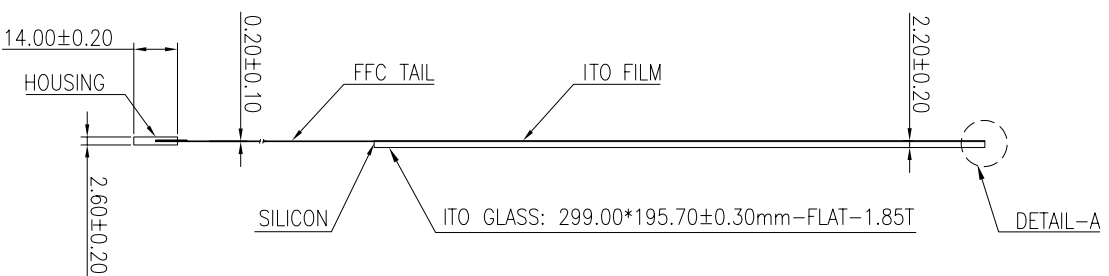 14.00±0.20
HOUSING
0.20±0.10
FFC TAIL
ITO FILM
2.20±0.20
2.60±0.20
SILICON
ITO GLASS: 299.00*195.70±0.30mm-FLAT-1.85T
DETAIL-A